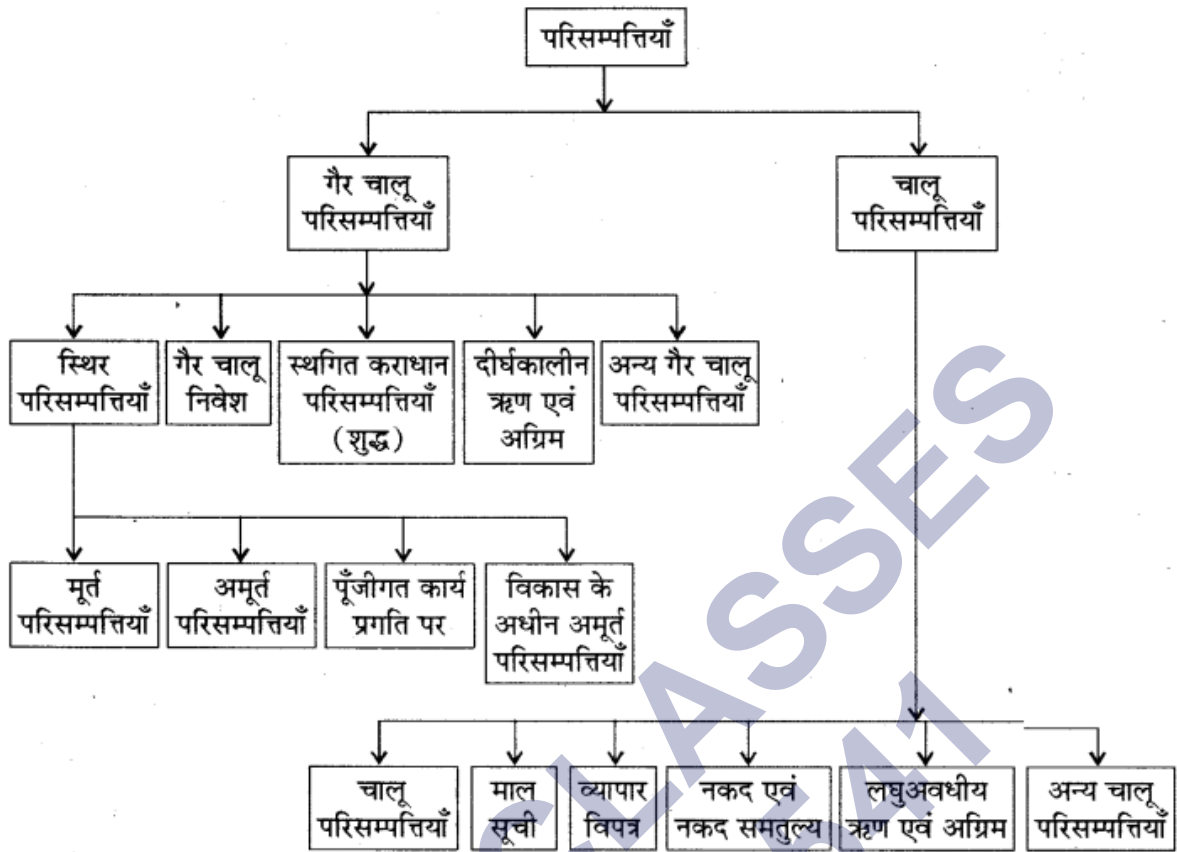 परिसम्पत्तियाँ
गैर चालू
परिसम्पत्तियाँ
चालू
परिसम्पत्तियाँ
स्थिर
परिसम्पत्तियाँ
गैर चालू
निवेश
स्थगित कराधान
परिसम्पत्तियाँ
(शुद्ध)
दीर्घकालीन
ऋण एवं
अग्रिम
अन्य गैर चालू
परिसम्पत्तियाँ
मूर्त
परिसम्पत्तियाँ
अमूर्त
परिसम्पत्तियाँ
पूँजीगत कार्य
प्रगति पर
विकास के
अधीन अमूर्त
परिसम्पत्तियाँ
चालू
परिसम्पत्तियाँ
माल
सूची
व्यापार
विपत्र
नकद एवं
नकद समतुल्य
लघुअवधीय
ऋण एवं अग्रिम
अन्य चालू
परिसम्पत्तियाँ
CLASSES
541